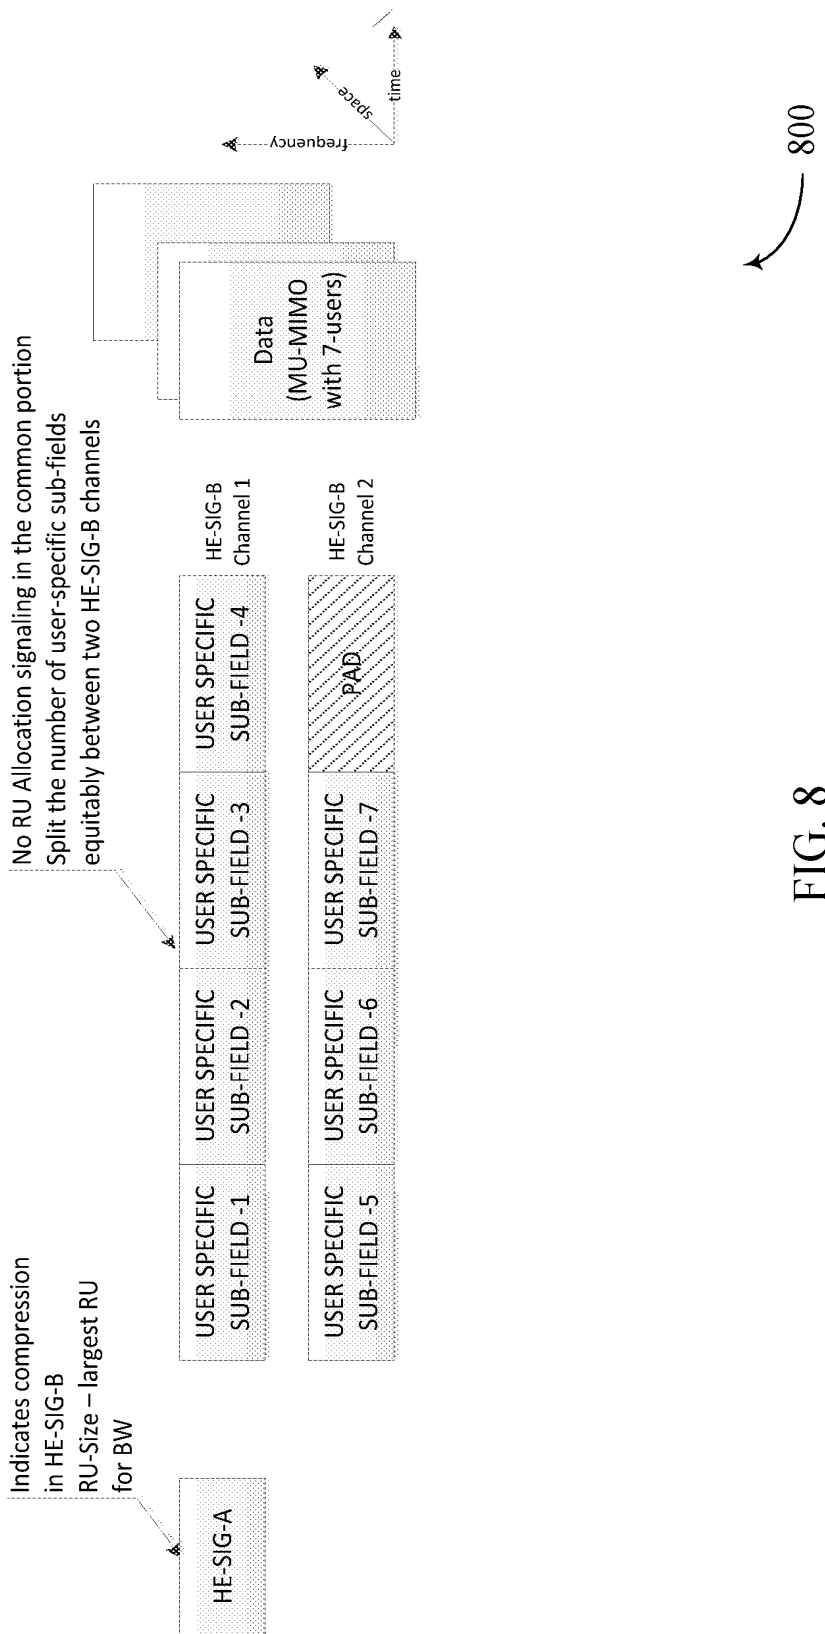 Indicates compression
in HE-SIG-B
RU-Size – largest RU
for BW
No RU Allocation signaling in the common portion
Split the number of user-specific sub-fields
equitably between two HE-SIG-B channels
HE-SIG-A
USER SPECIFIC
SUB-FIELD -1
USER SPECIFIC
SUB-FIELD -2
USER SPECIFIC
SUB-FIELD -3
USER SPECIFIC
SUB-FIELD -4
HE-SIG-B
Channel 1
USER SPECIFIC
SUB-FIELD -5
USER SPECIFIC
SUB-FIELD -6
USER SPECIFIC
SUB-FIELD -7
PAD
HE-SIG-B
Channel 2
Data
(MU-MIMO
with 7-users)
frequency
space
time
800
FIG. 8